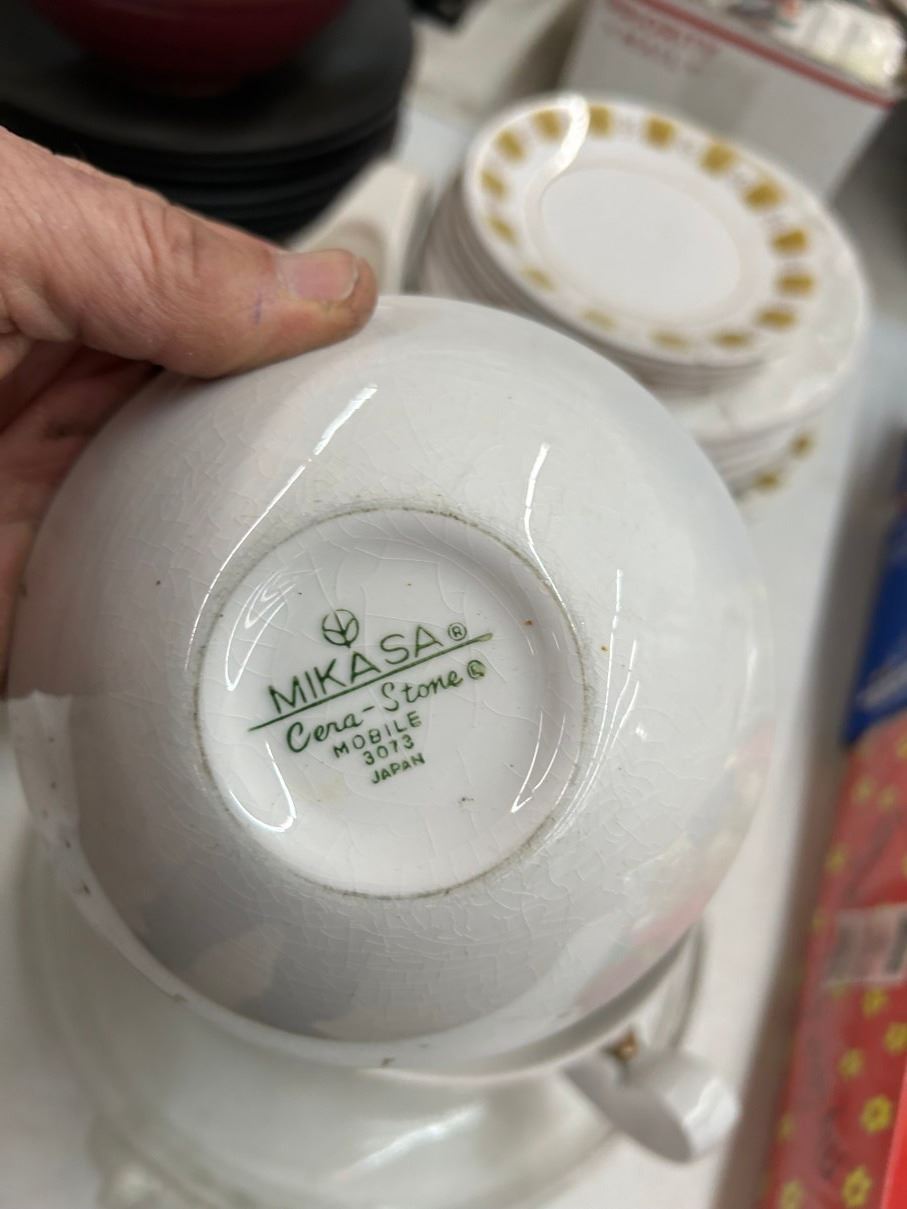 MIKASA ®
Cera-Stone
MOBILE
3073
JAPAN